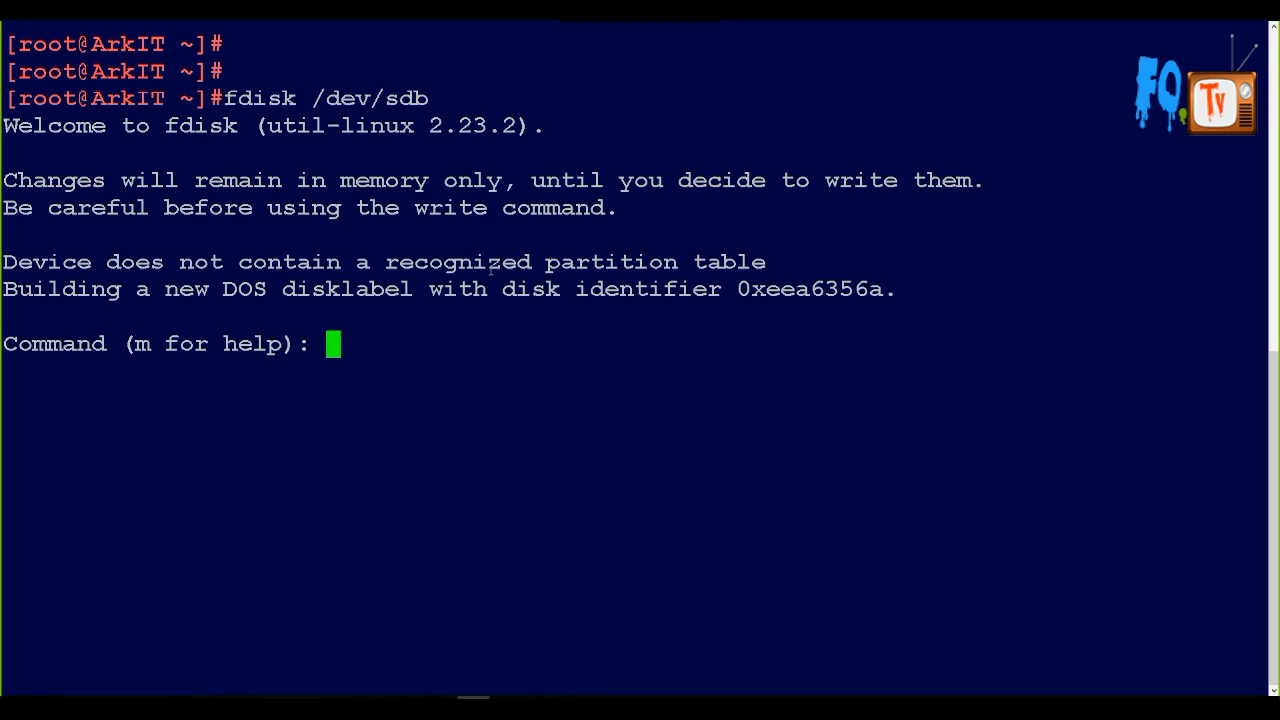 [root@ArkIT ~]#
[root@ArkIT ~]#
[root@ArkIT ~]#fdisk /dev/sdb
Welcome to fdisk (util-linux 2.23.2).
Changes will remain in memory only, until you decide to write them.
Be careful before using the write command.
Device does not contain a recognized partition table
Building a new DOS disklabel with disk identifier 0xeea6356a.
Command (m for help):
FQ.
Tv